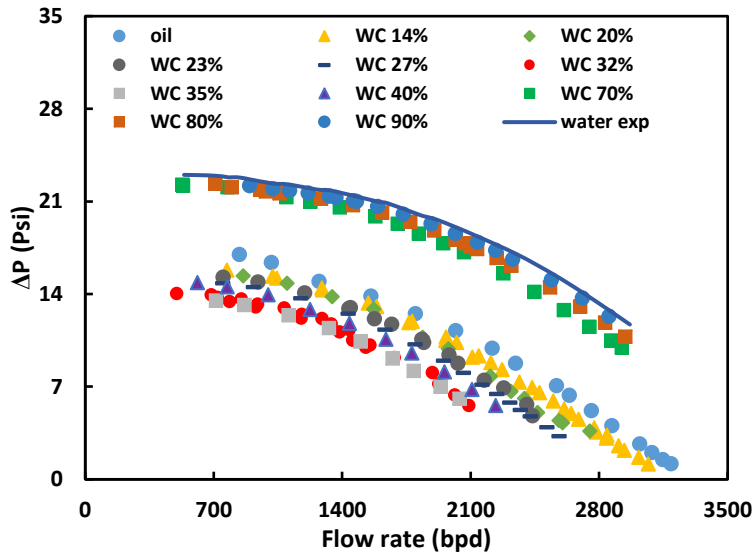 35
28
21
14
7
0
ΔP (Psi)
oil WC 14% WC 20%
WC 23% WC 27% WC 32%
WC 35% WC 40% WC 70%
WC 80% WC 90% water exp
0 700 1400 2100 2800 3500
Flow rate (bpd)